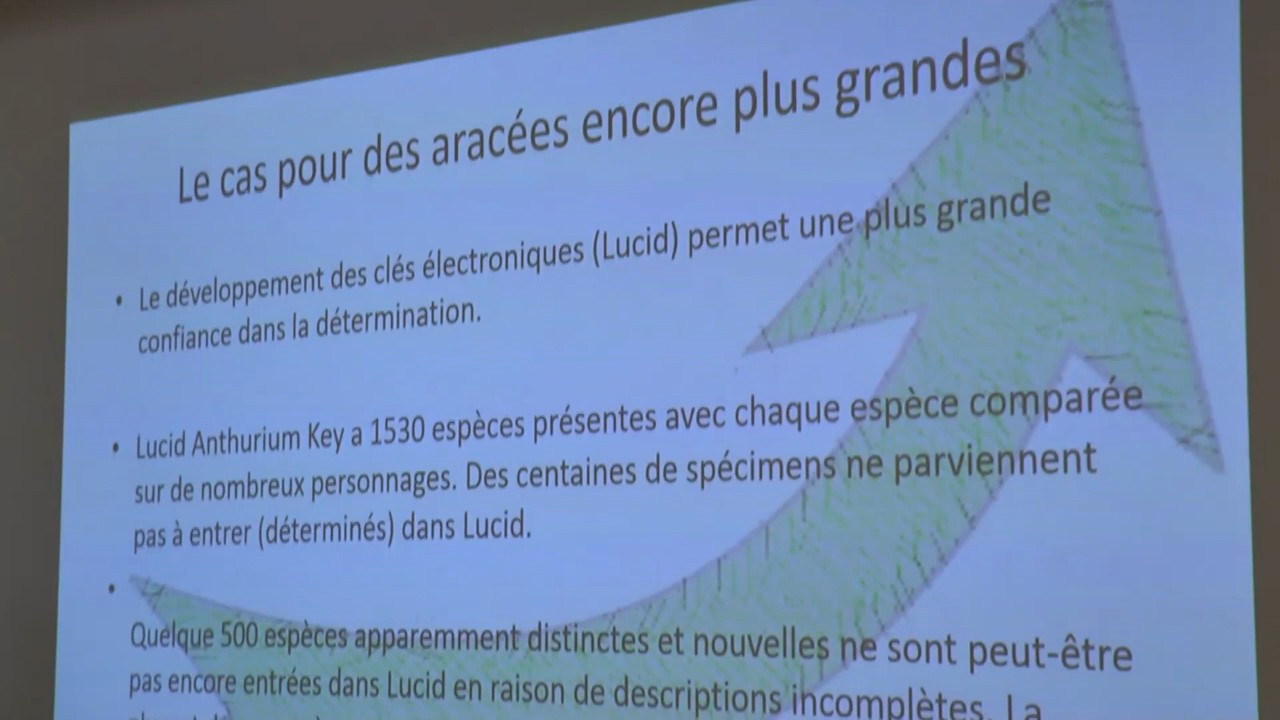 Le cas pour des aracées encore plus grandes
• Le développement des clés électroniques (Lucid) permet une plus grande
confiance dans la détermination.
• Lucid Anthurium Key a 1530 espèces présentes avec chaque espèce comparée
sur de nombreux personnages. Des centaines de spécimens ne parviennent
pas à entrer (déterminés) dans Lucid.
•
Quelque 500 espèces apparemment distinctes et nouvelles ne sont peut-être
pas encore entrées dans Lucid en raison de descriptions incomplètes. La